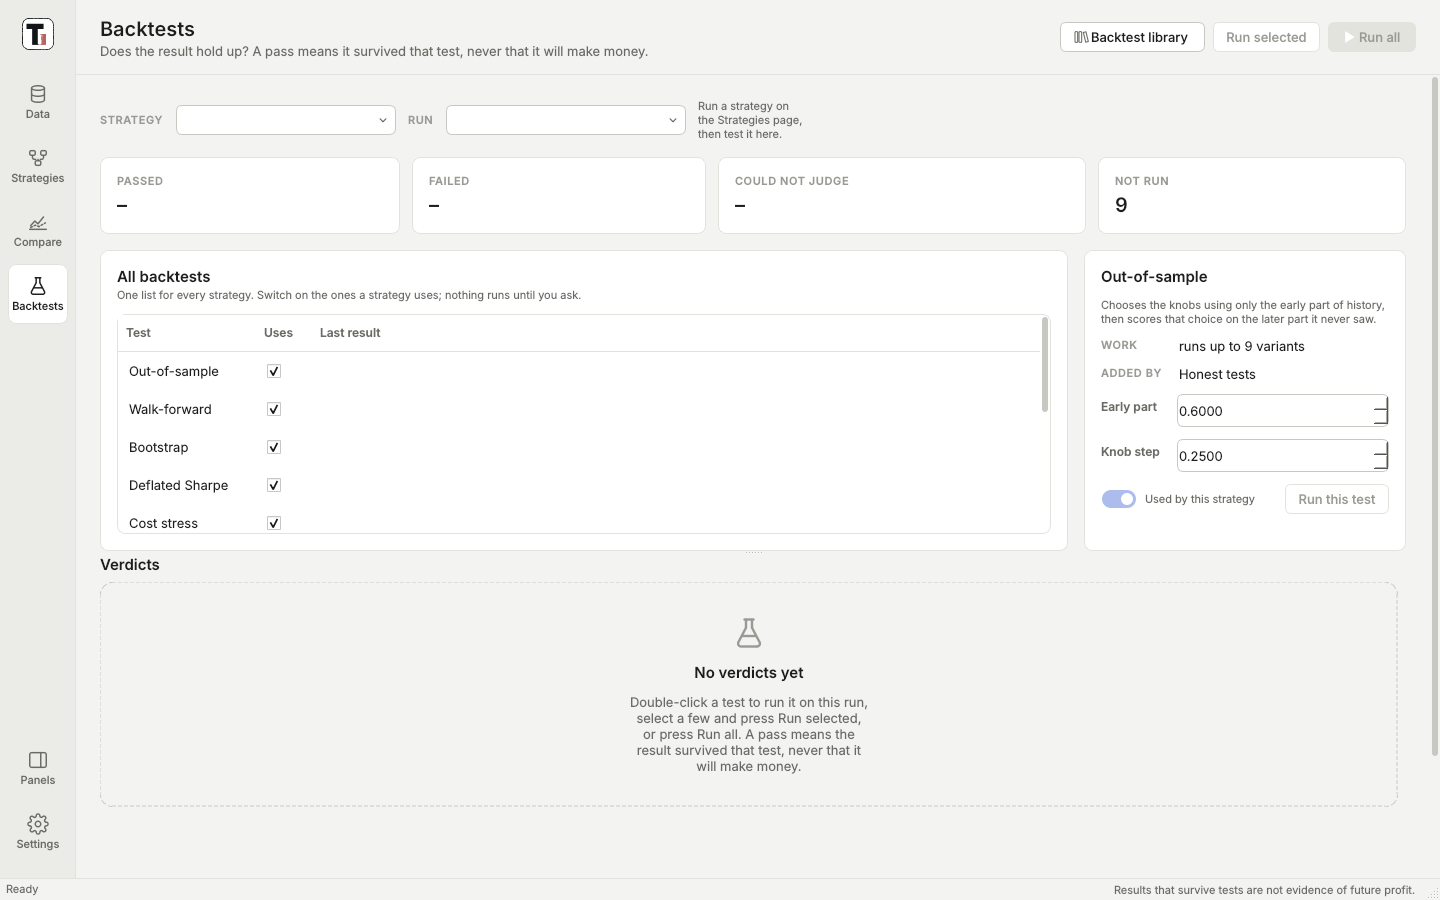 Backtests
Does the result hold up? A pass means it survived that test, never that it will make money.
Backtest library
Run selected
Run all
Data
Strategies
Compare
Backtests
Panels
Settings
STRATEGY
RUN
Run a strategy on
the Strategies page,
then test it here.
PASSED
–
FAILED
–
COULD NOT JUDGE
–
NOT RUN
9
All backtests
One list for every strategy. Switch on the ones a strategy uses; nothing runs until you ask.
Test Uses Last result
Out-of-sample
Walk-forward
Bootstrap
Deflated Sharpe
Cost stress
Out-of-sample
Chooses the knobs using only the early part of history,
then scores that choice on the later part it never saw.
WORK runs up to 9 variants
ADDED BY Honest tests
Early part 0.6000
Knob step 0.2500
Used by this strategy
Run this test
Verdicts
No verdicts yet
Double-click a test to run it on this run,
select a few and press Run selected,
or press Run all. A pass means the
result survived that test, never that it
will make money.
Ready
Results that survive tests are not evidence of future profit.